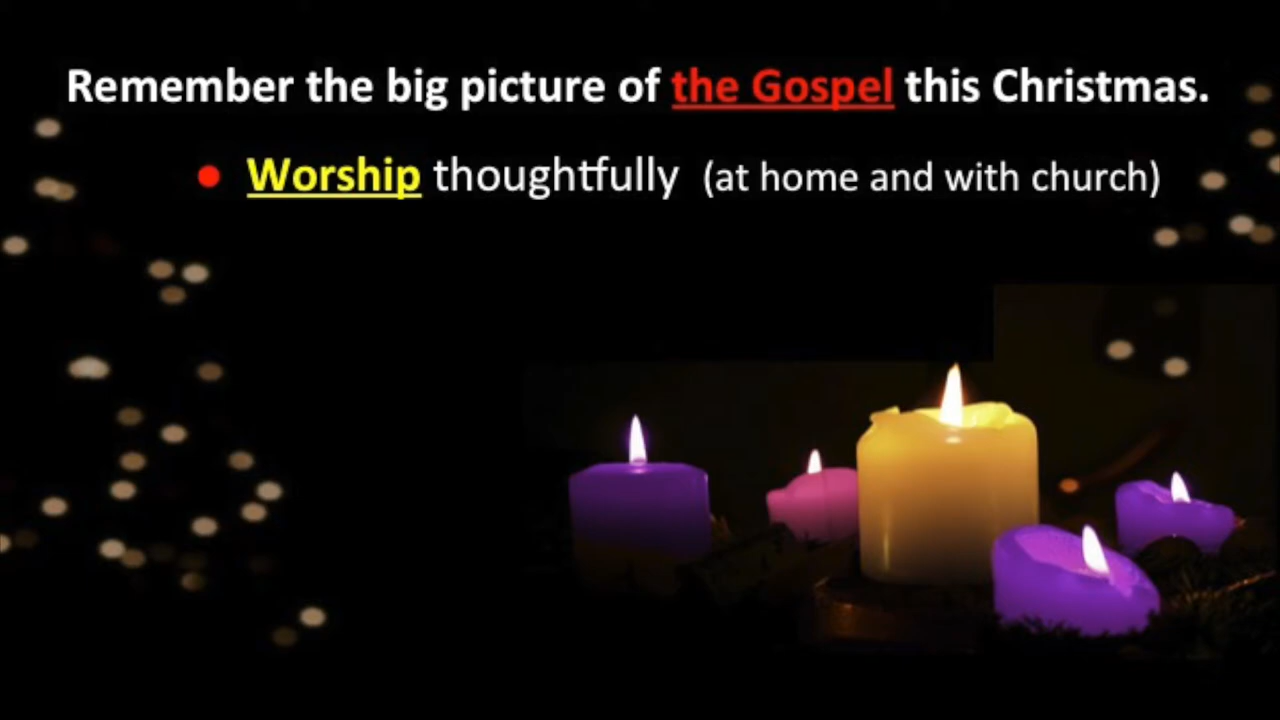 Remember the big picture of the Gospel this Christmas.
• Worship thoughtfully (at home and with church)